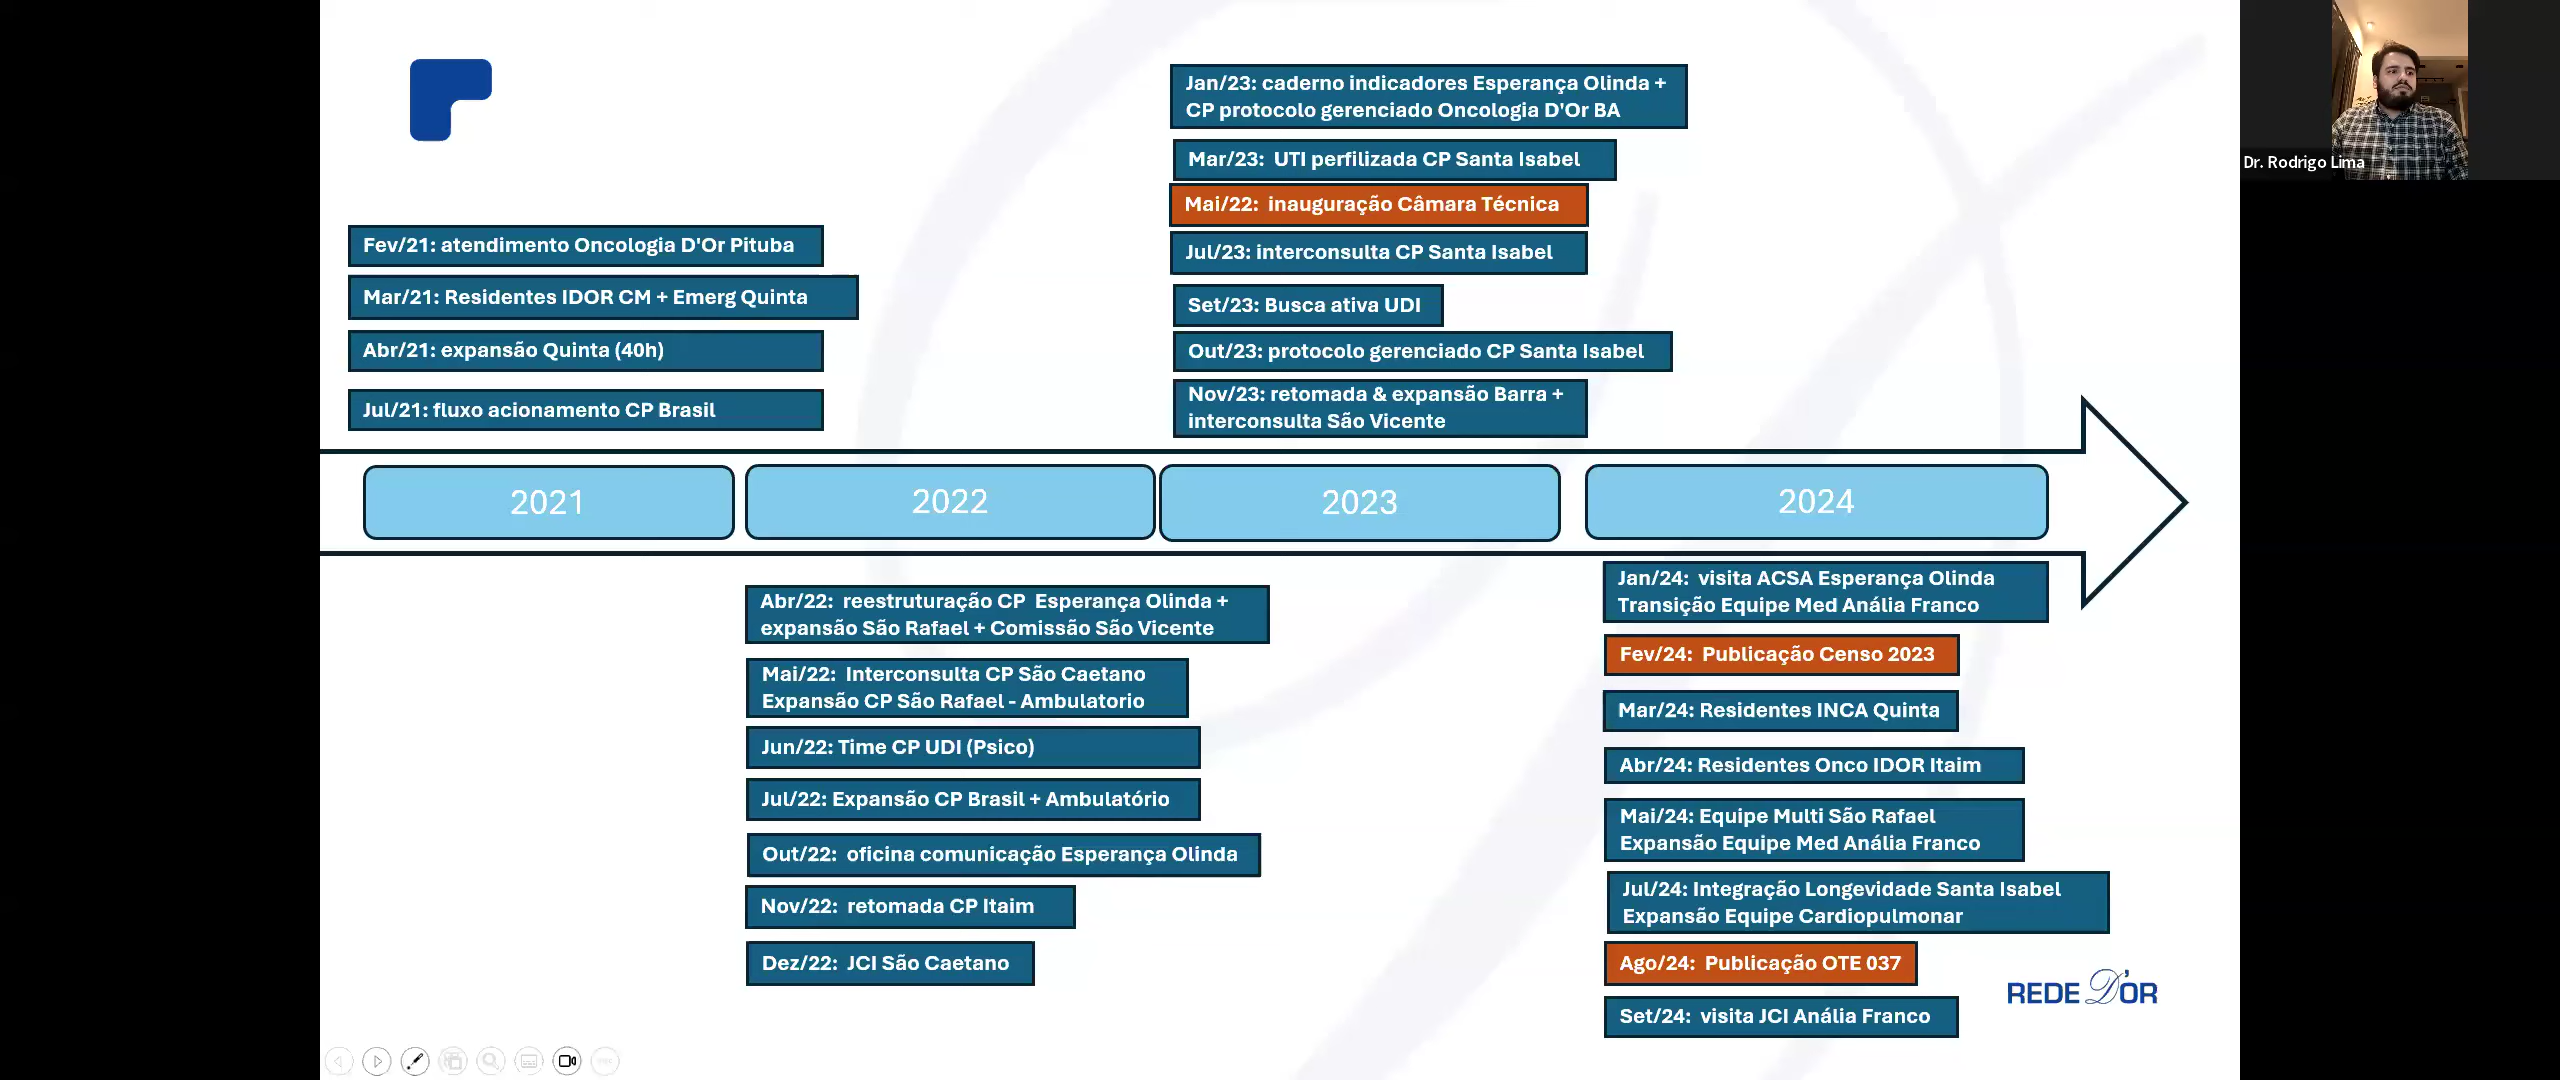 Fev/21: atendimento Oncologia D'Or Pituba
Mar/21: Residentes IDOR CM + Emerg Quinta
Abr/21: expansão Quinta (40h)
Jul/21: fluxo acionamento CP Brasil
Jan/23: caderno indicadores Esperança Olinda +
CP protocolo gerenciado Oncologia D'Or BA
Mar/23: UTI perfilizada CP Santa Isabel
Mai/22: inauguração Câmara Técnica
Jul/23: interconsulta CP Santa Isabel
Set/23: Busca ativa UDI
Out/23: protocolo gerenciado CP Santa Isabel
Nov/23: retomada & expansão Barra +
interconsulta São Vicente
2021
2022
2023
2024
Abr/22: reestruturação CP Esperança Olinda +
expansão São Rafael + Comissão São Vicente
Mai/22: Interconsulta CP São Caetano
Expansão CP São Rafael - Ambulatorio
Jun/22: Time CP UDI (Psico)
Jul/22: Expansão CP Brasil + Ambulatório
Out/22: oficina comunicação Esperança Olinda
Nov/22: retomada CP Itaim
Dez/22: JCI São Caetano
Jan/24: visita ACSA Esperança Olinda
Transição Equipe Med Anália Franco
Fev/24: Publicação Censo 2023
Mar/24: Residentes INCA Quinta
Abr/24: Residentes Onco IDOR Itaim
Mai/24: Equipe Multi São Rafael
Expansão Equipe Med Anália Franco
Jul/24: Integração Longevidade Santa Isabel
Expansão Equipe Cardiopulmonar
Ago/24: Publicação OTE 037
Set/24: visita JCI Anália Franco
REDE D'OR
Dr. Rodrigo Lima